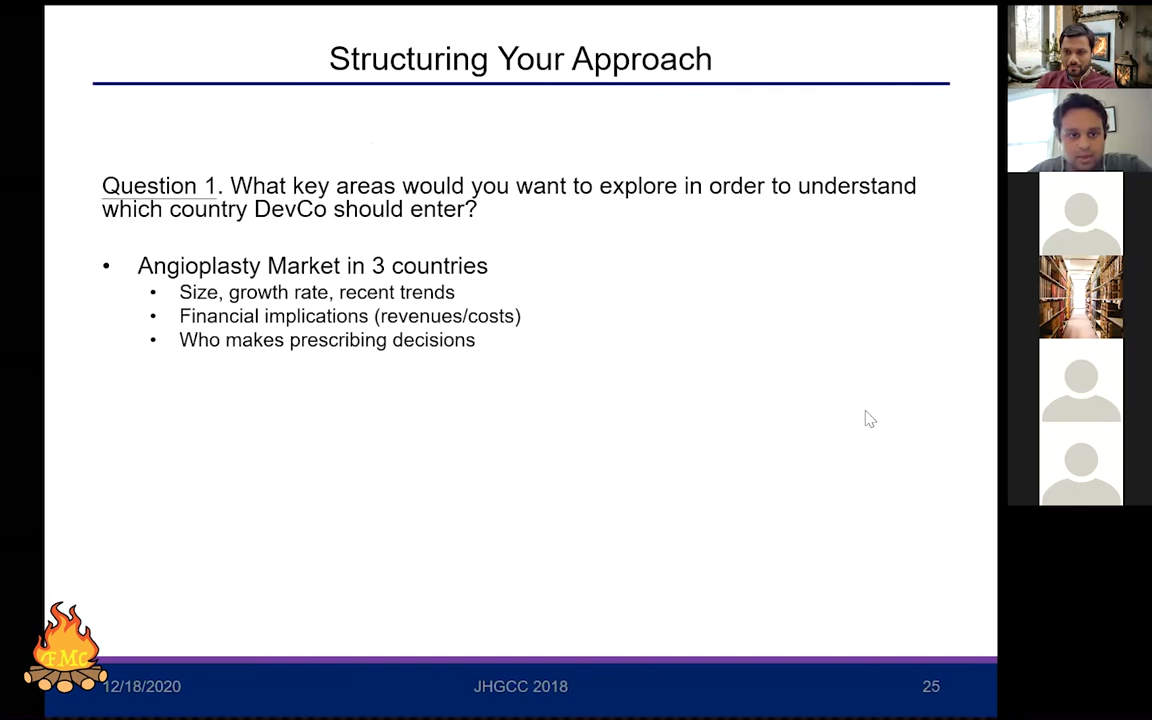 Structuring Your Approach
Question 1. What key areas would you want to explore in order to understand
which country DevCo should enter?
• Angioplasty Market in 3 countries
• Size, growth rate, recent trends
• Financial implications (revenues/costs)
• Who makes prescribing decisions
FMC
12/18/2020
JHGCC 2018
25